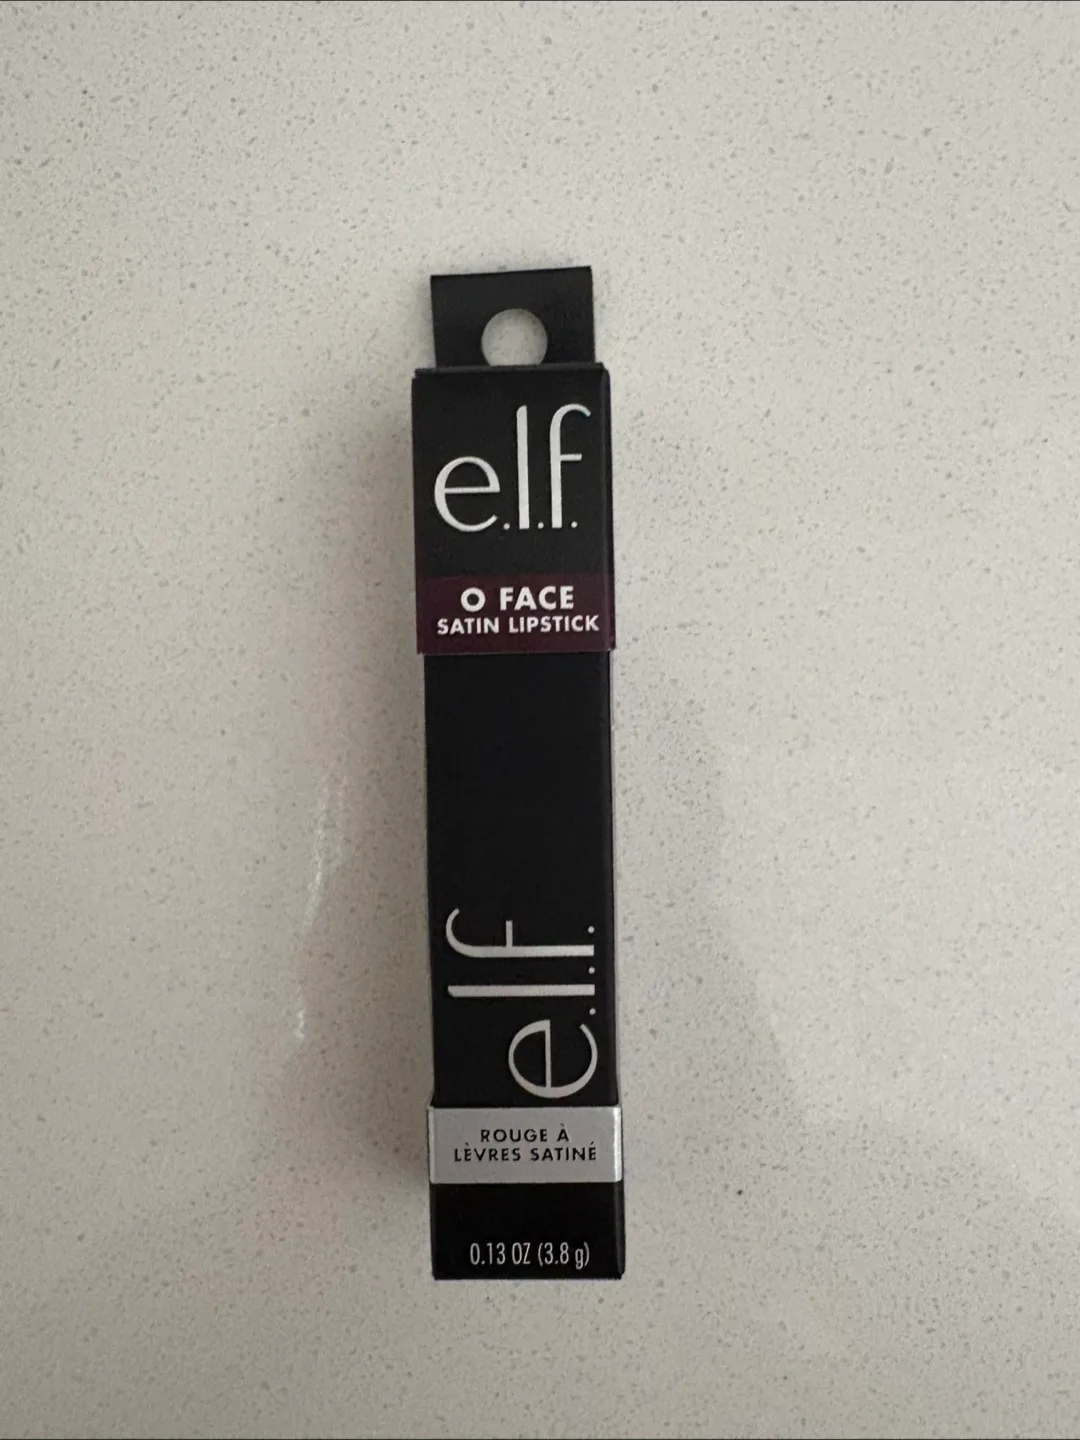 e.l.f.
O FACE
SATIN LIPSTICK
e.l.f.
ROUGE À
LÈVRES SATINÉ
0.13 OZ (3.8 g)